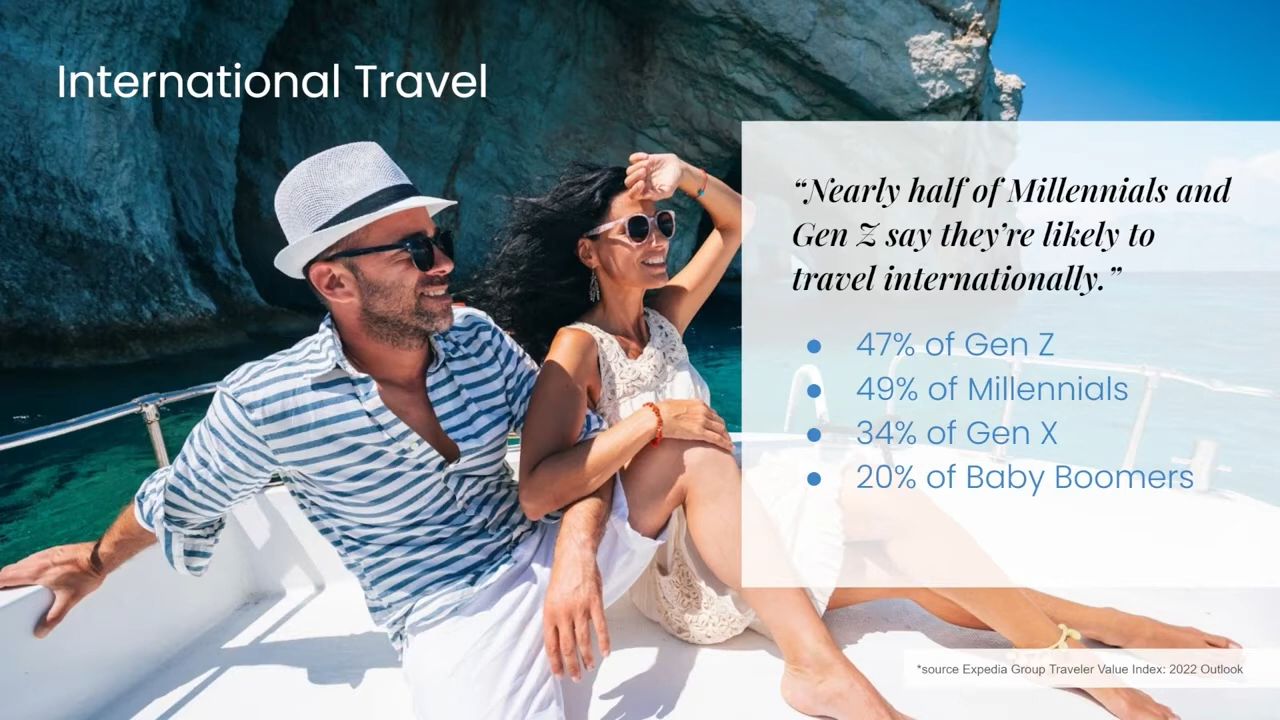 International Travel
“Nearly half of Millennials and
Gen Z say they’re likely to
travel internationally.”
● 47% of Gen Z
● 49% of Millennials
● 34% of Gen X
● 20% of Baby Boomers
*source Expedia Group Traveler Value Index: 2022 Outlook